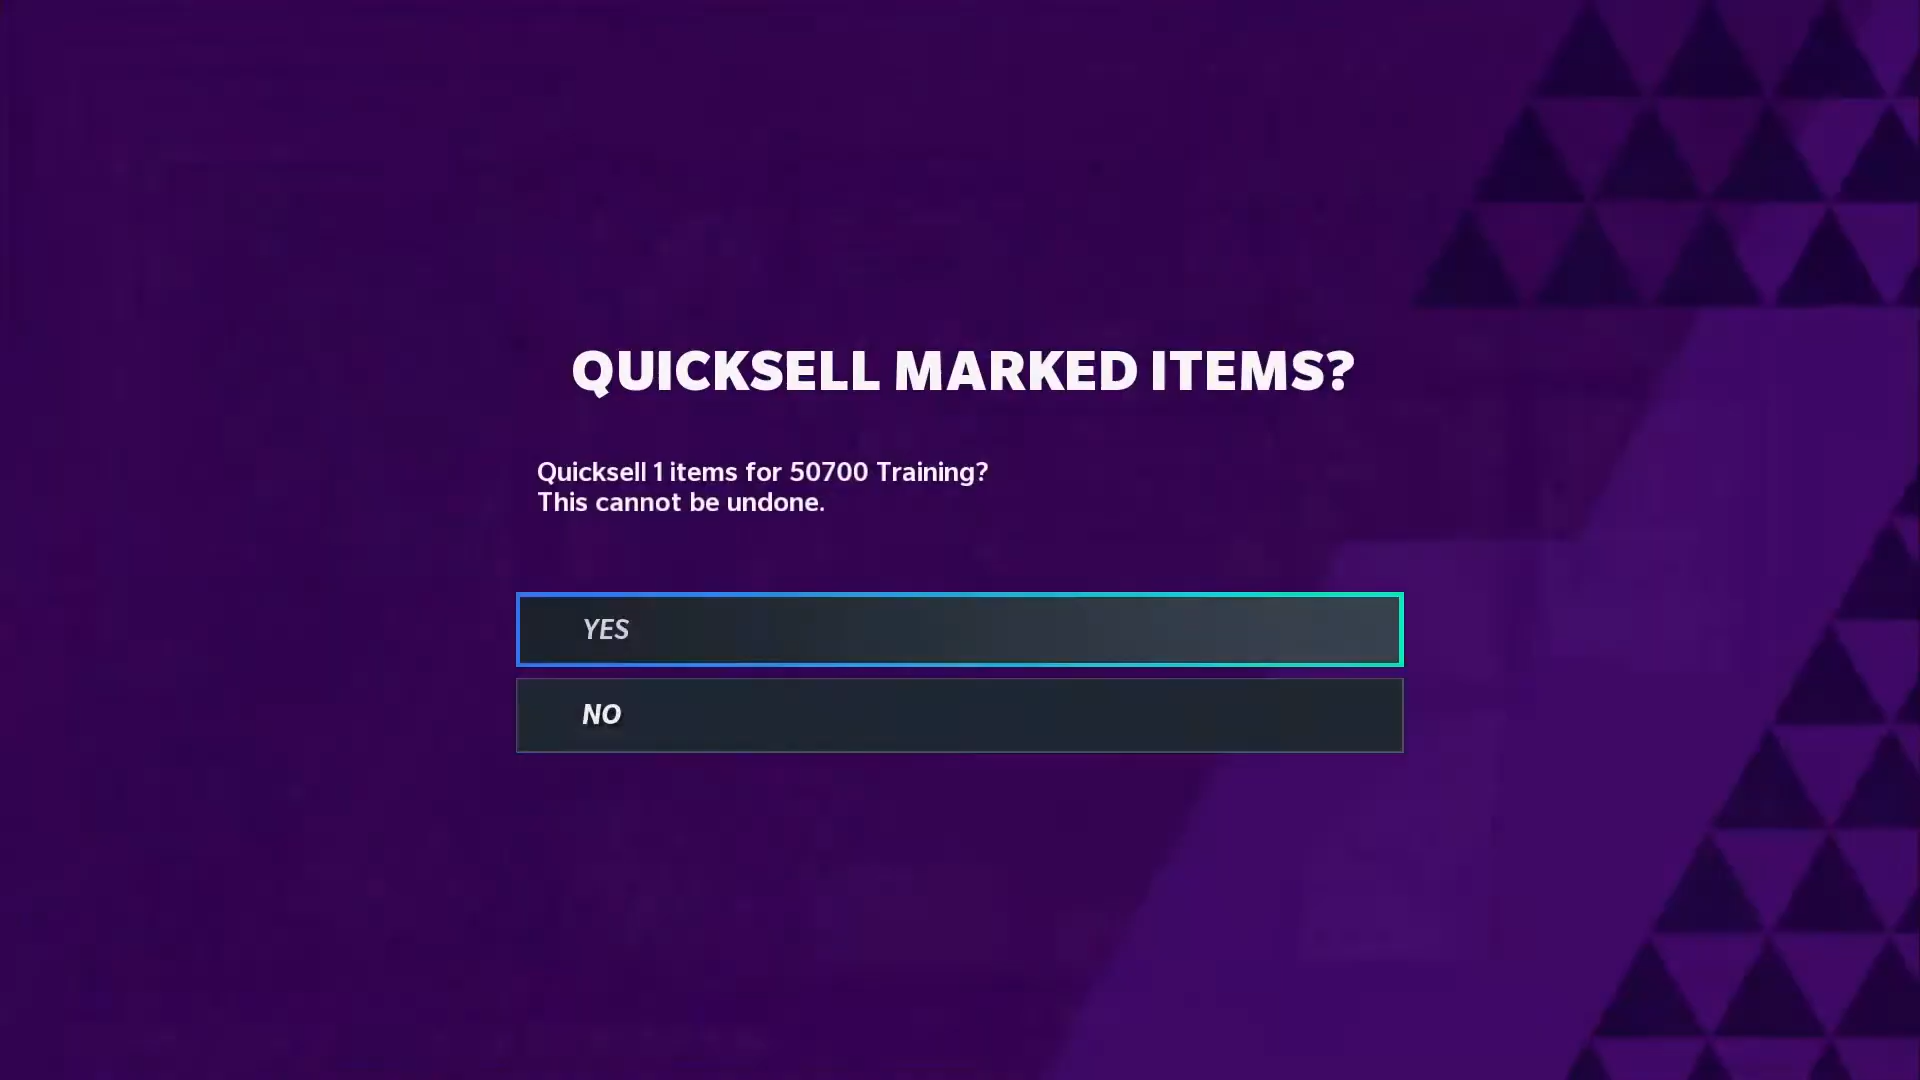 QUICKSELL MARKED ITEMS?
Quicksell 1 items for 50700 Training?
This cannot be undone.
YES
NO